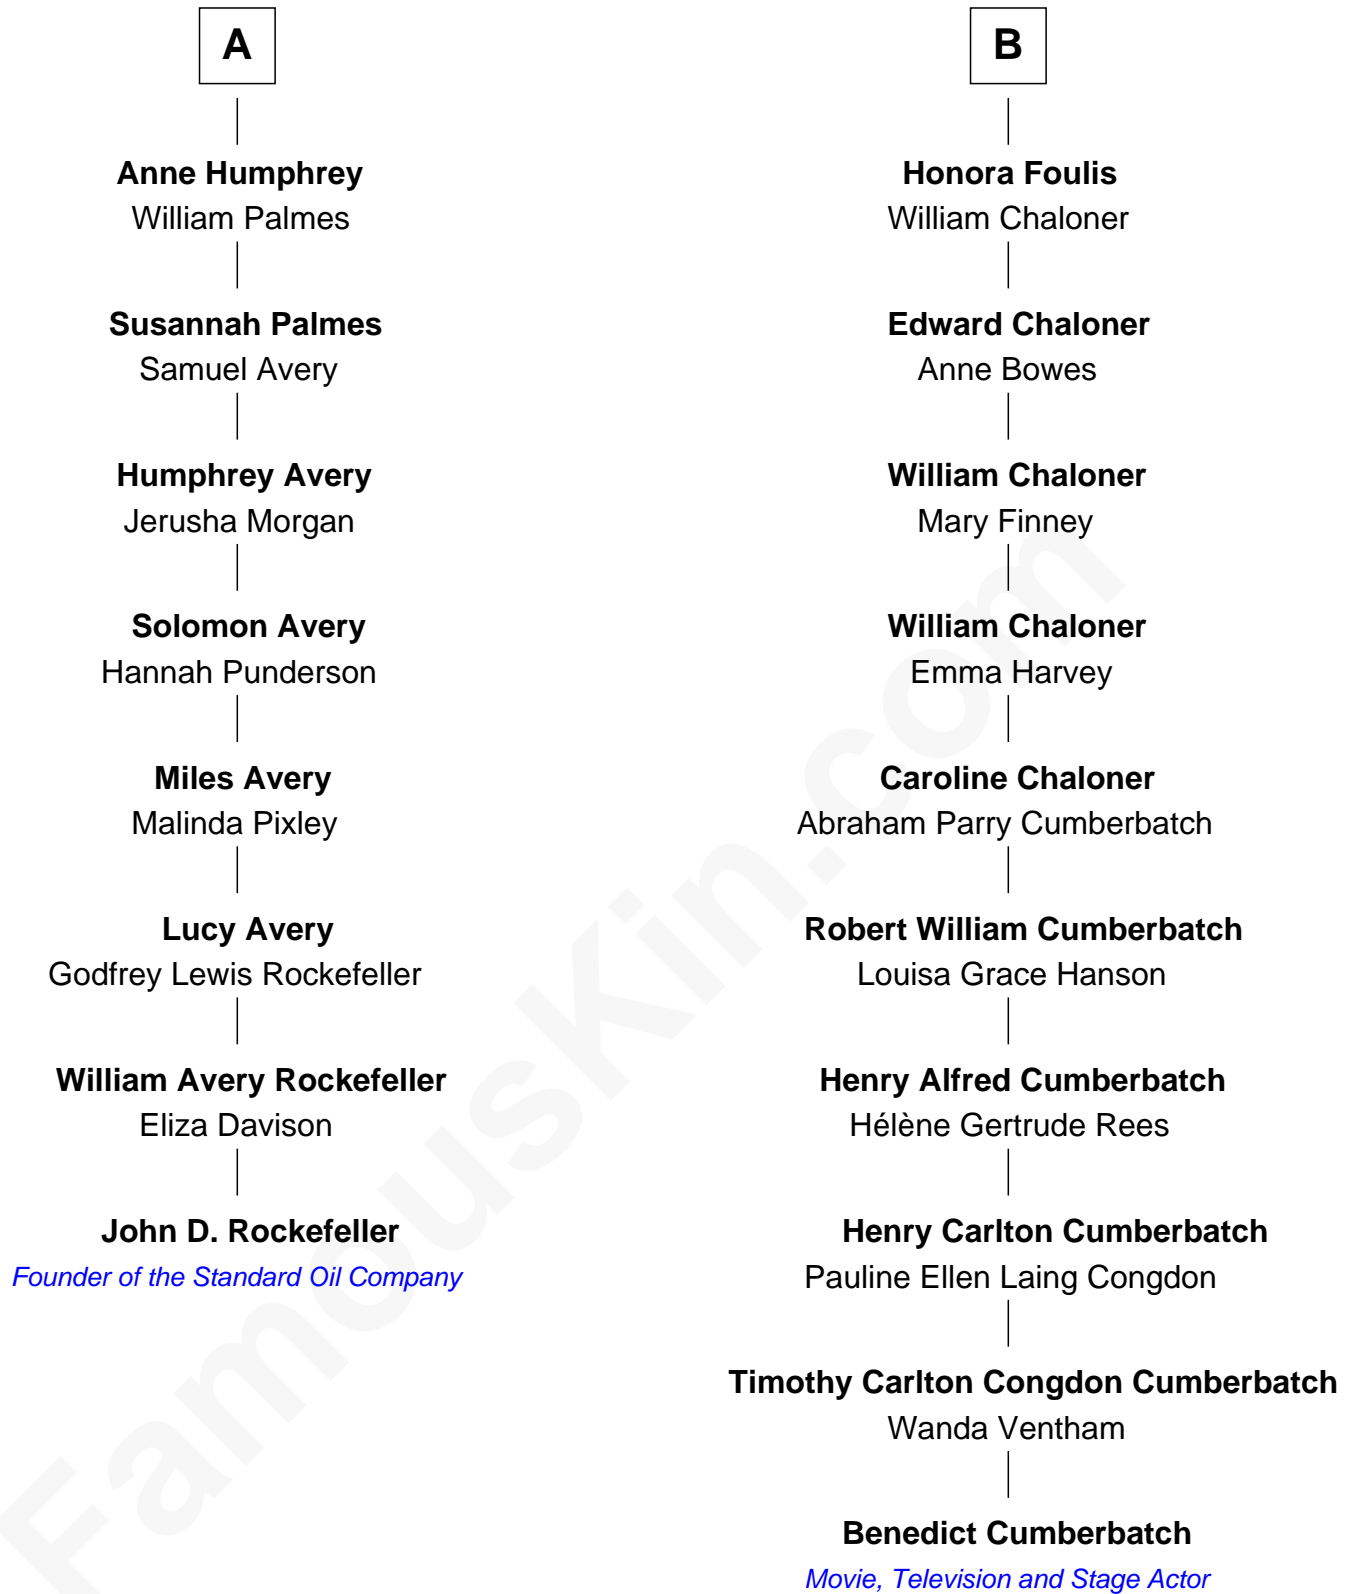 A
Anne Humphrey
William Palmes
Susannah Palmes
Samuel Avery
Humphrey Avery
Jerusha Morgan
Solomon Avery
Hannah Punderson
Miles Avery
Malinda Pixley
Lucy Avery
Godfrey Lewis Rockefeller
William Avery Rockefeller
Eliza Davison
John D. Rockefeller
Founder of the Standard Oil Company
B
Honora Foulis
William Chaloner
Edward Chaloner
Anne Bowes
William Chaloner
Mary Finney
William Chaloner
Emma Harvey
Caroline Chaloner
Abraham Parry Cumberbatch
Robert William Cumberbatch
Louisa Grace Hanson
Henry Alfred Cumberbatch
Hélène Gertrude Rees
Henry Carlton Cumberbatch
Pauline Ellen Laing Congdon
Timothy Carlton Congdon Cumberbatch
Wanda Ventham
Benedict Cumberbatch
Movie, Television and Stage Actor
FamousKin.com